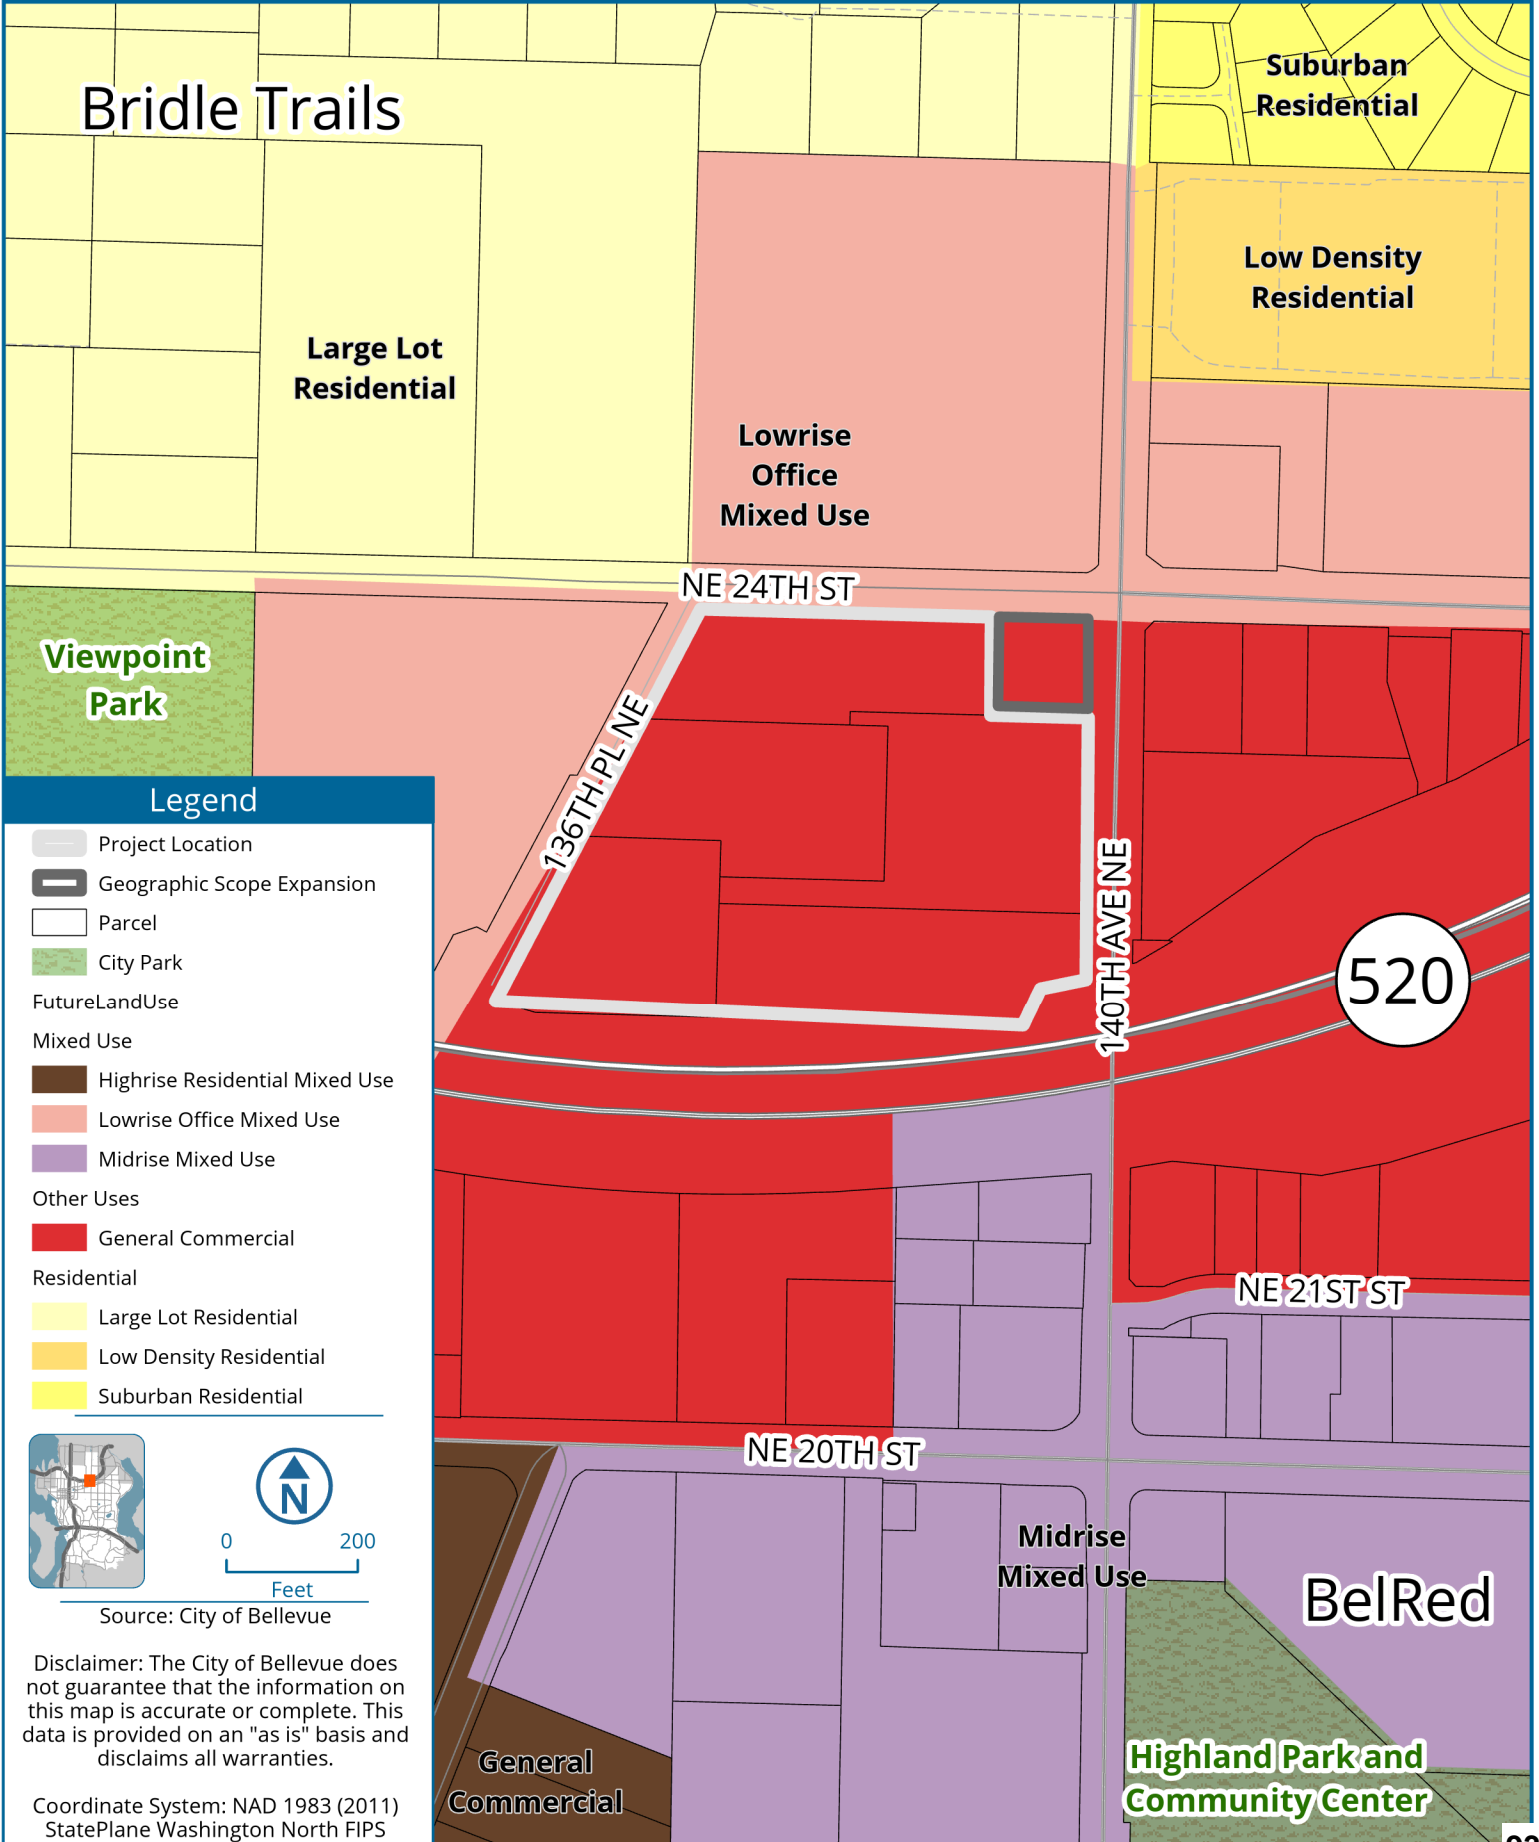 Bridle Trails
Suburban
Residential
Low Density
Residential
Large Lot
Residential
Lowrise
Office
Mixed Use
NE 24TH ST
Viewpoint
Park
136TH PL NE
140TH AVE NE
520
Legend
Project Location
Geographic Scope Expansion
Parcel
City Park
FutureLandUse
Mixed Use
Highrise Residential Mixed Use
Lowrise Office Mixed Use
Midrise Mixed Use
Other Uses
General Commercial
Residential
Large Lot Residential
Low Density Residential
Suburban Residential
N
0 200
Feet
Source: City of Bellevue
Disclaimer: The City of Bellevue does
not guarantee that the information on
this map is accurate or complete. This
data is provided on an "as is" basis and
disclaims all warranties.
Coordinate System: NAD 1983 (2011)
StatePlane Washington North FIPS
NE 21ST ST
NE 20TH ST
Midrise
Mixed Use
BelRed
General
Commercial
Highland Park and
Community Center